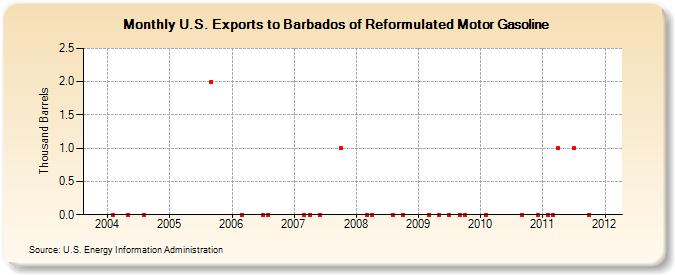 Monthly U.S. Exports to Barbados of Reformulated Motor Gasoline
Thousand Barrels
2.5
2.0
1.5
1.0
0.5
0.0
2004 2005 2006 2007 2008 2009 2010 2011 2012
Source: U.S. Energy Information Administration